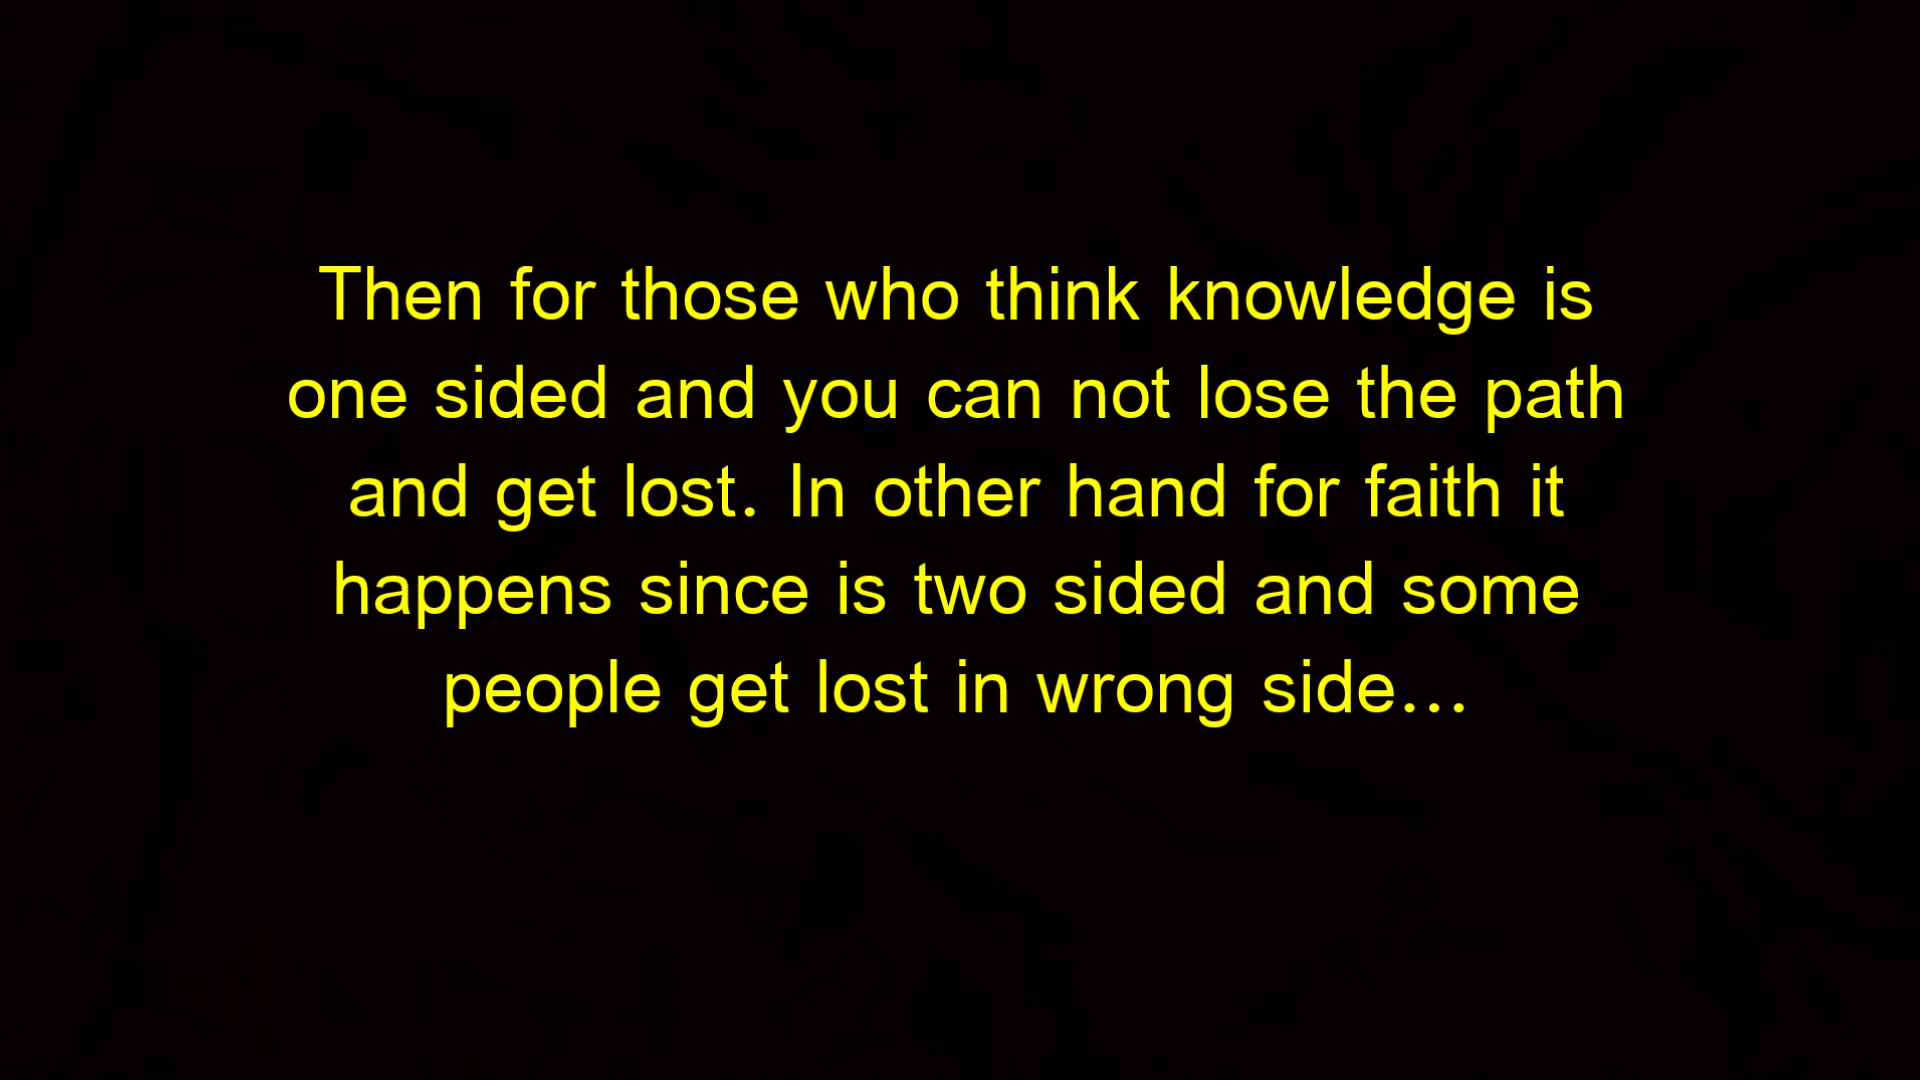 Then for those who think knowledge is
one sided and you can not lose the path
and get lost. In other hand for faith it
happens since is two sided and some
people get lost in wrong side...